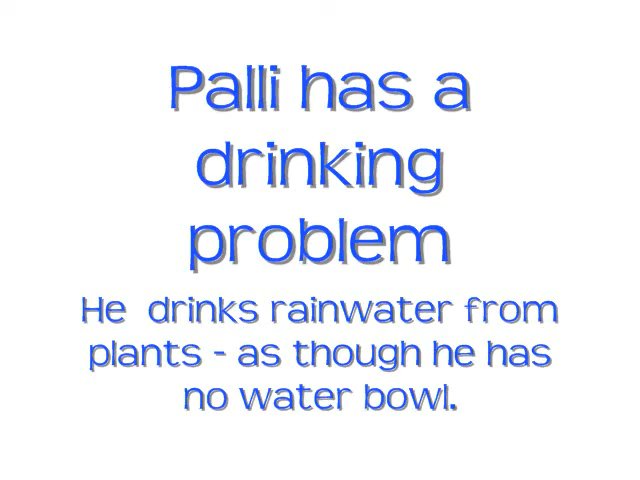 Palli has a
drinking
problem
He drinks rainwater from
plants - as though he has
no water bowl.